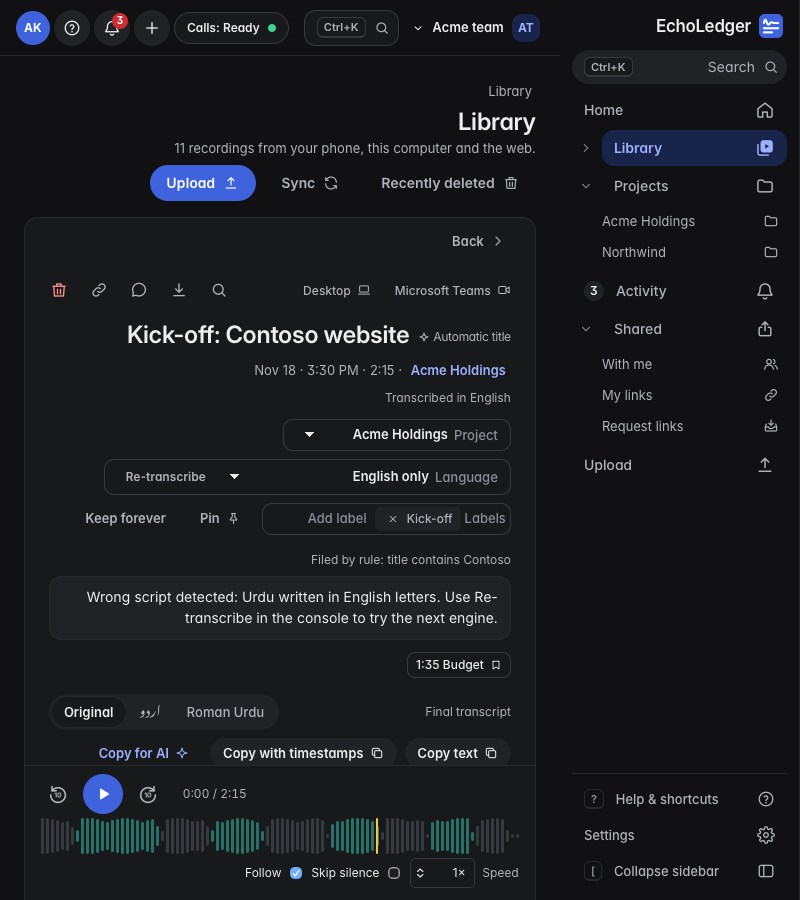 AK
3
Calls: Ready
Ctrl+K
Acme team
AT
EchoLedger
Ctrl+K
Search
Home
Library
Projects
Acme Holdings
Northwind
3
Activity
Shared
With me
My links
Request links
Upload
?
Help & shortcuts
Settings
[
Collapse sidebar
Library
Library
11 recordings from your phone, this computer and the web.
Upload
Sync
Recently deleted
Back
Desktop
Microsoft Teams
Kick-off: Contoso website
Automatic title
Nov 18 · 3:30 PM · 2:15 · Acme Holdings
Transcribed in English
Acme Holdings
Project
Re-transcribe
English only
Language
Keep forever
Pin
Add label
× Kick-off
Labels
Filed by rule: title contains Contoso
Wrong script detected: Urdu written in English letters. Use Re-
transcribe in the console to try the next engine.
1:35 Budget
Original
اردو
Roman Urdu
Final transcript
Copy for AI
Copy with timestamps
Copy text
10
10
0:00 / 2:15
Follow
Skip silence
1×
Speed